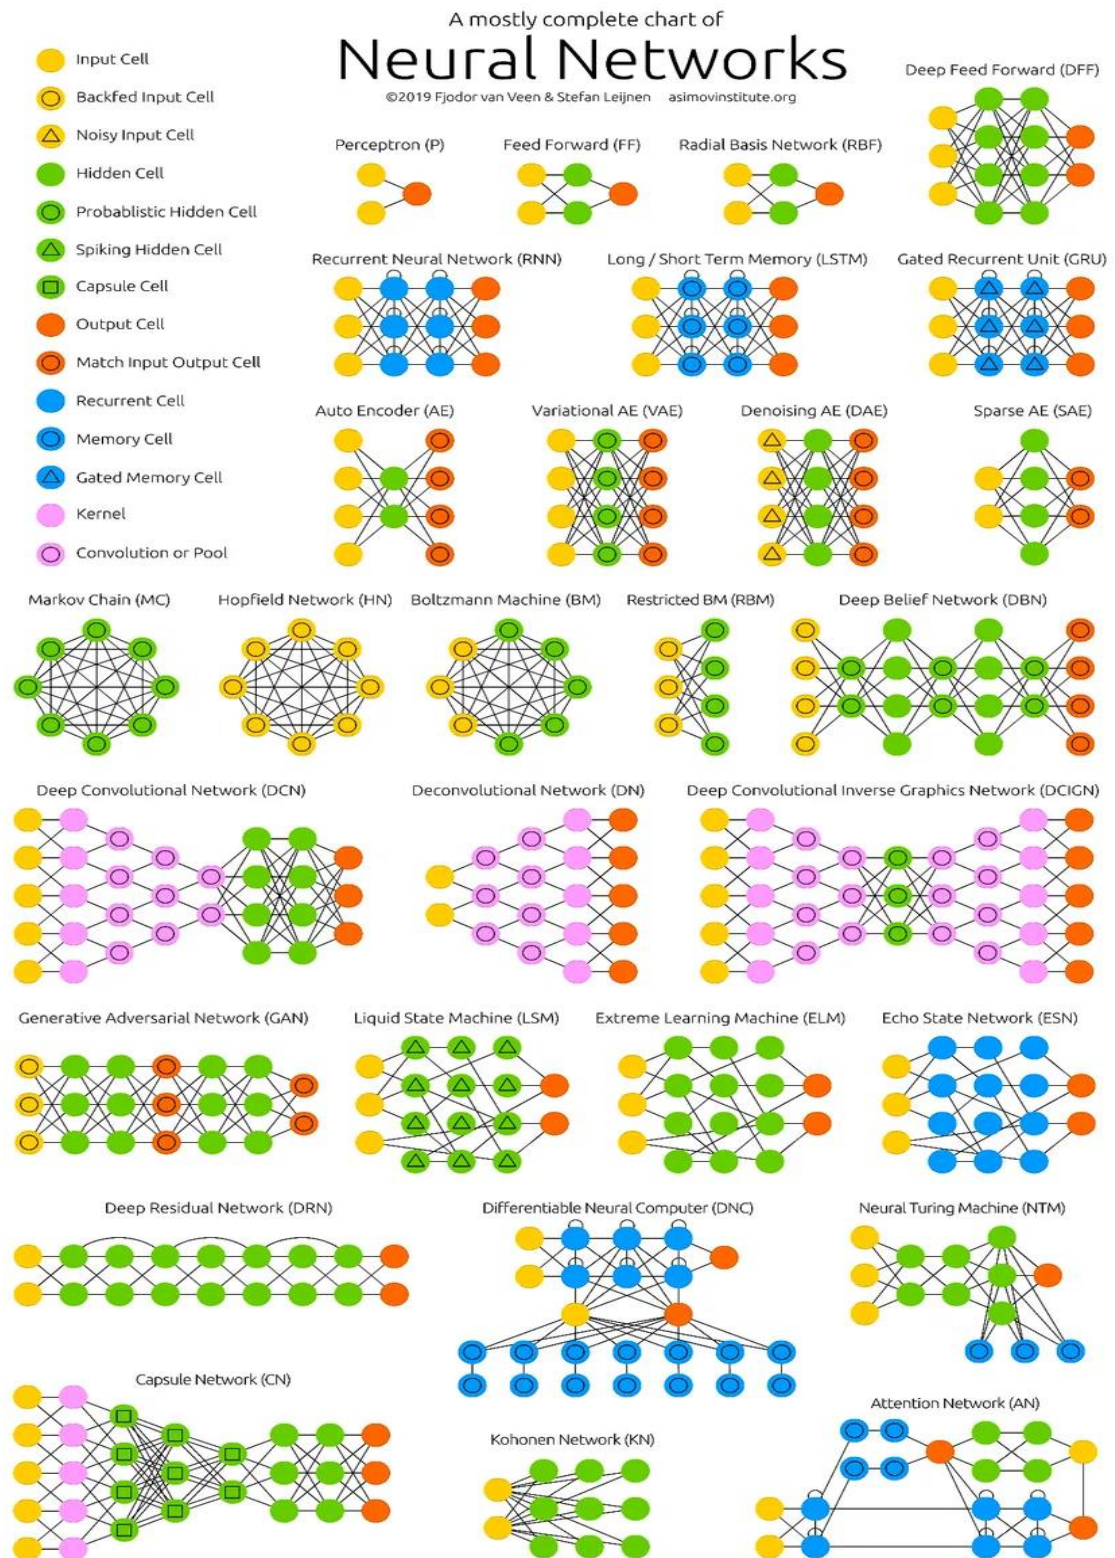 A mostly complete chart of
Neural Networks
©2019 Fjodor van Veen & Stefan Leijnen asimovinstitute.org
Input Cell
Backfed Input Cell
Noisy Input Cell
Hidden Cell
Probablistic Hidden Cell
Spiking Hidden Cell
Capsule Cell
Output Cell
Match Input Output Cell
Recurrent Cell
Memory Cell
Gated Memory Cell
Kernel
Convolution or Pool
Deep Feed Forward (DFF)
Perceptron (P)
Feed Forward (FF)
Radial Basis Network (RBF)
Recurrent Neural Network (RNN)
Long / Short Term Memory (LSTM)
Gated Recurrent Unit (GRU)
Auto Encoder (AE)
Variational AE (VAE)
Denoising AE (DAE)
Sparse AE (SAE)
Markov Chain (MC)
Hopfield Network (HN)
Boltzmann Machine (BM)
Restricted BM (RBM)
Deep Belief Network (DBN)
Deep Convolutional Network (DCN)
Deconvolutional Network (DN)
Deep Convolutional Inverse Graphics Network (DCIGN)
Generative Adversarial Network (GAN)
Liquid State Machine (LSM)
Extreme Learning Machine (ELM)
Echo State Network (ESN)
Deep Residual Network (DRN)
Differentiable Neural Computer (DNC)
Neural Turing Machine (NTM)
Capsule Network (CN)
Kohonen Network (KN)
Attention Network (AN)